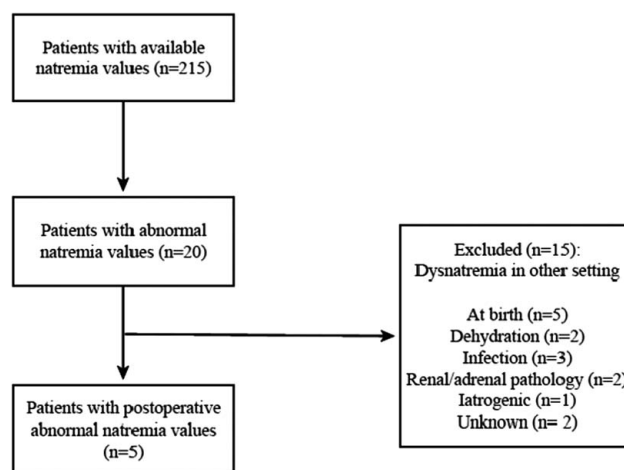 Patients with available
natremia values (n=215)
Patients with abnormal
natremia values (n=20)
Excluded (n=15):
Dysnatremia in other setting
At birth (n=5)
Dehydration (n=2)
Infection (n=3)
Renal/adrenal pathology (n=2)
Iatrogenic (n=1)
Unknown (n= 2)
Patients with postoperative
abnormal natremia values
(n=5)